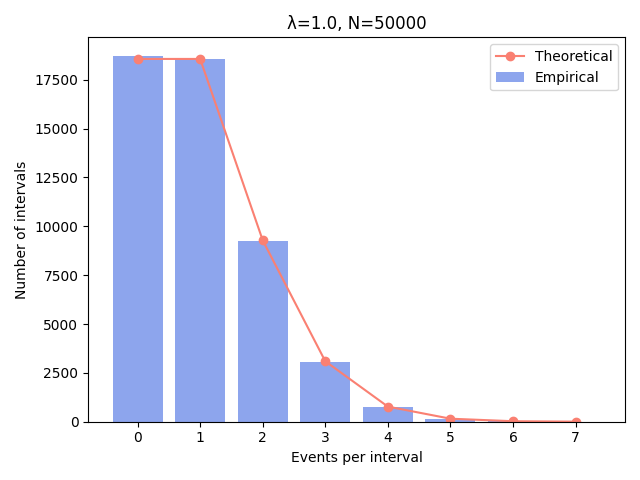 λ=1.0, N=50000
Theoretical
Empirical
Number of intervals
17500
15000
12500
10000
7500
5000
2500
0
0 1 2 3 4 5 6 7
Events per interval